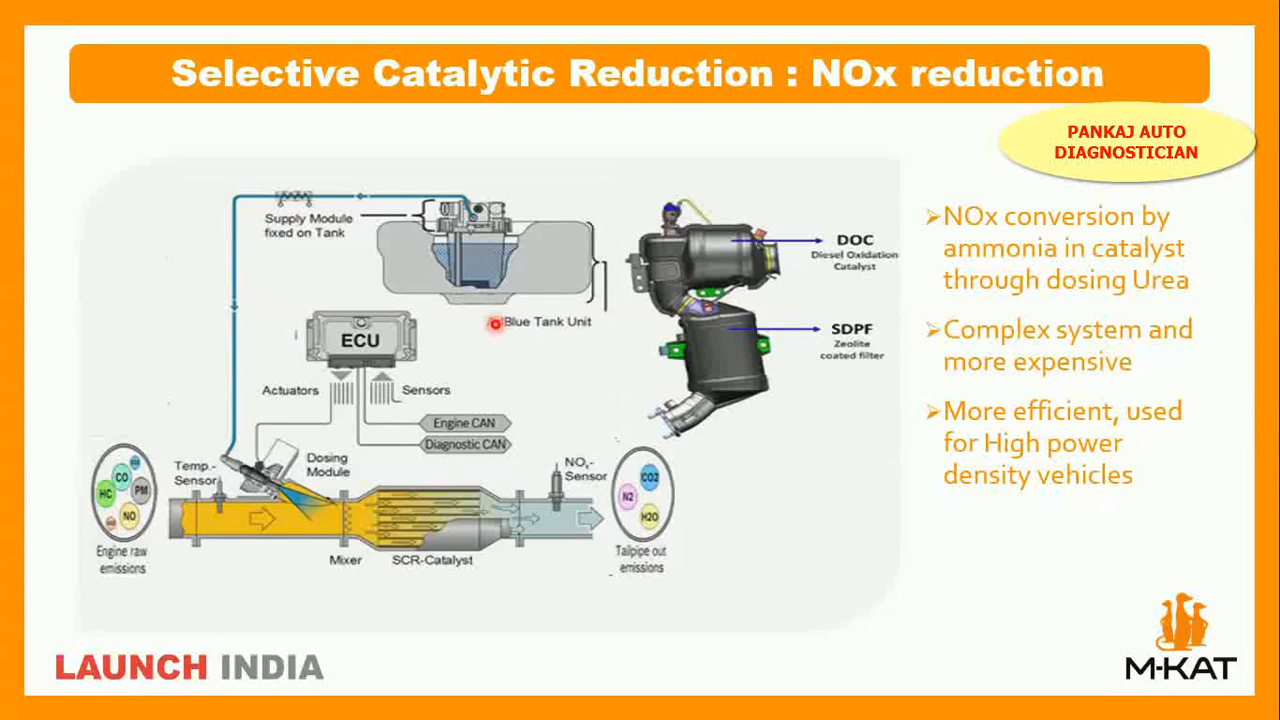 Selective Catalytic Reduction : NOx reduction
PANKAJ AUTO
DIAGNOSTICIAN
Supply Module
fixed on Tank
Blue Tank Unit
ECU
Actuators
Sensors
Engine CAN
Diagnostic CAN
Temp.-
Sensor
Dosing
Module
NOx-
Sensor
CO
HC
PM
NO
CO2
N2
H2O
Engine raw
emissions
Mixer
SCR-Catalyst
Tailpipe out
emissions
DOC
Diesel Oxidation
Catalyst
SDPF
Zeolite
coated filter
➢NOx conversion by
ammonia in catalyst
through dosing Urea
➢Complex system and
more expensive
➢More efficient, used
for High power
density vehicles
LAUNCH INDIA
M-KAT